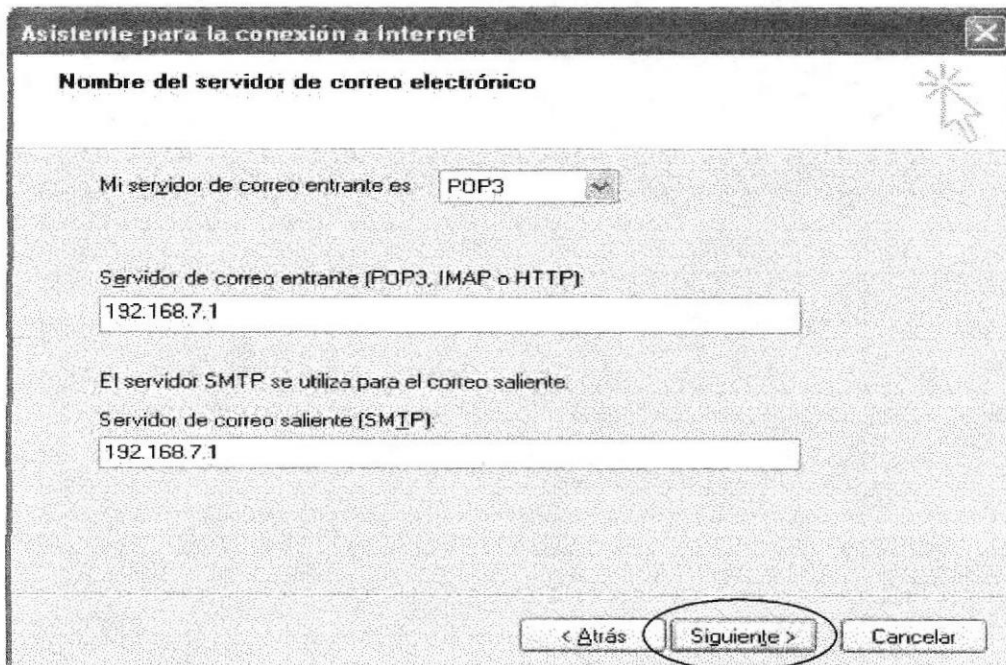 Asistente para la conexión a Internet
Nombre del servidor de correo electrónico
Mi servidor de correo entrante es POP3
Servidor de correo entrante (POP3, IMAP o HTTP):
192.168.7.1
El servidor SMTP se utiliza para el correo saliente.
Servidor de correo saliente (SMTP):
192.168.7.1
< Atrás Siguiente > Cancelar